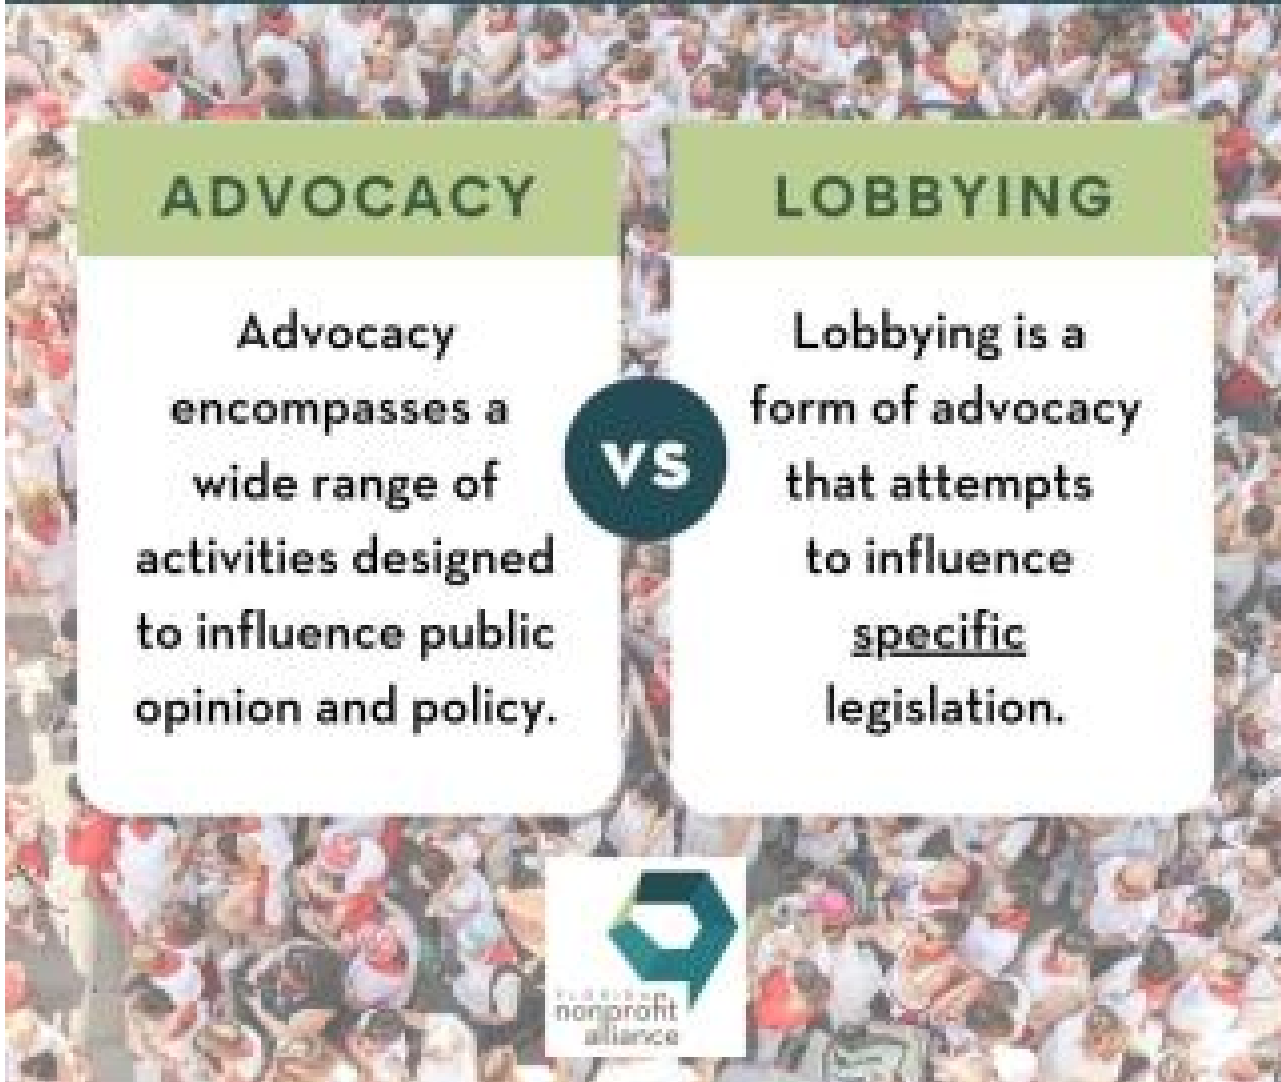 ADVOCACY
Advocacy
encompasses a
wide range of
activities designed
to influence public
opinion and policy.
VS
LOBBYING
Lobbying is a
form of advocacy
that attempts
to influence
specific
legislation.
FLORIDA
nonprofit
alliance